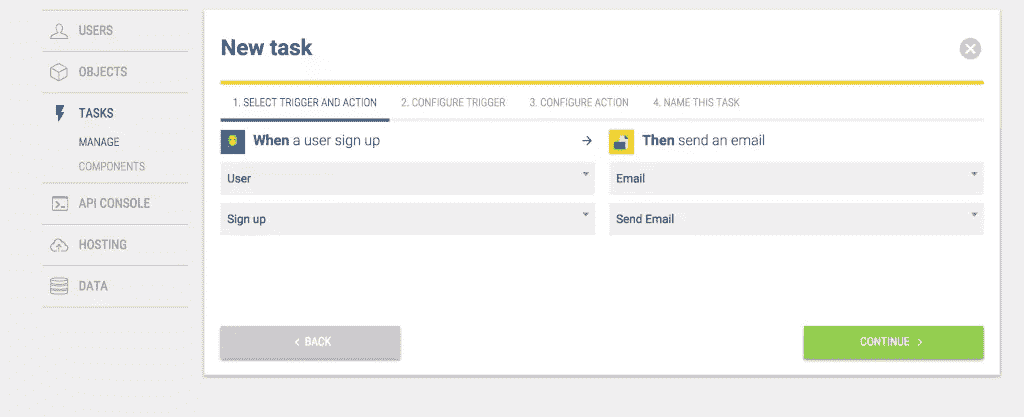 USERS
OBJECTS
TASKS
MANAGE
COMPONENTS
API CONSOLE
HOSTING
DATA
New task
1. SELECT TRIGGER AND ACTION
2. CONFIGURE TRIGGER
3. CONFIGURE ACTION
4. NAME THIS TASK
When a user sign up
Then send an email
User
Email
Sign up
Send Email
BACK
CONTINUE